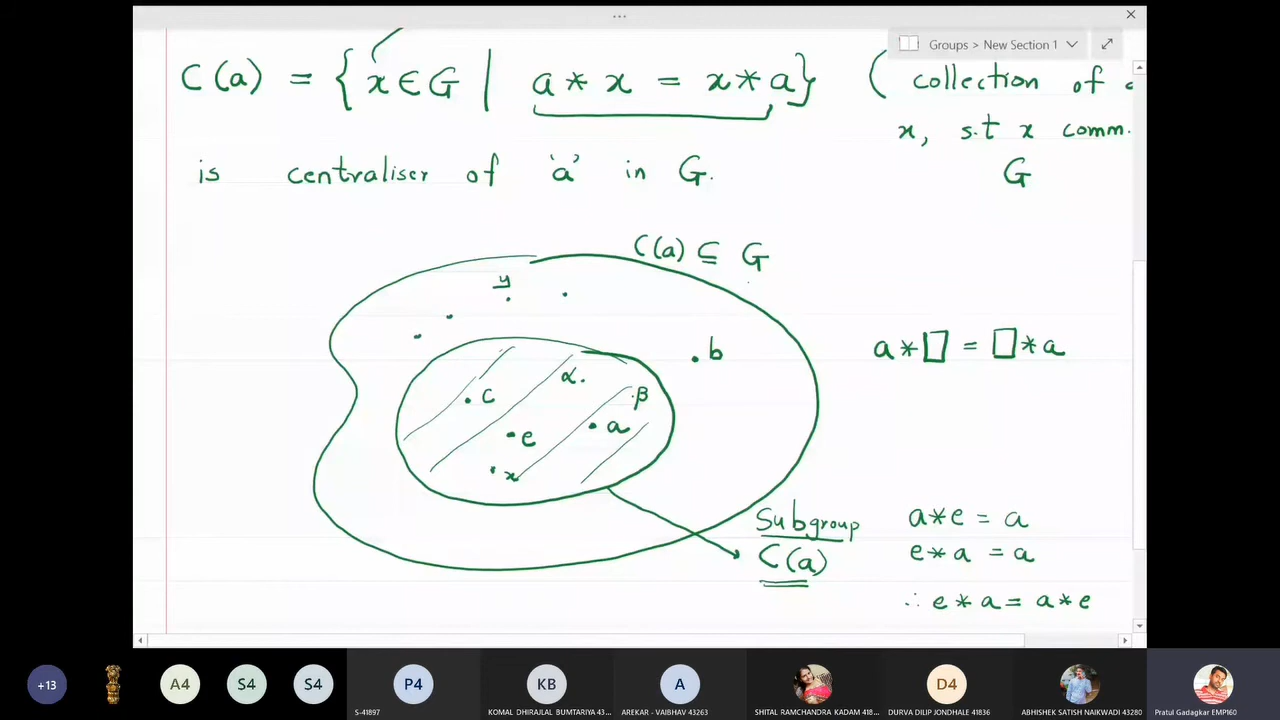 Groups > New Section 1
C(a) = {x∈G | a * x = x * a} ( collection of
x, s.t x comm.
is centraliser of 'a' in G. G
C(a) ⊆ G
y
b
a * □ = □ * a
α
c β
a
e
x
Subgroup a * e = a
C(a) e * a = a
∴ e * a = a * e
+13 A4 S4 S4 P4 KB A D4
S-41897 KOMAL DHIRAJLAL BUMTARIYA 43... AREKAR - VAIBHAV 43263 SHITAL RAMCHANDRA KADAM 418... DURVA DILIP JONDHALE 41836 ABHISHEK SATISH NAIKWADI 43280 Pratul Gadagkar EMP160